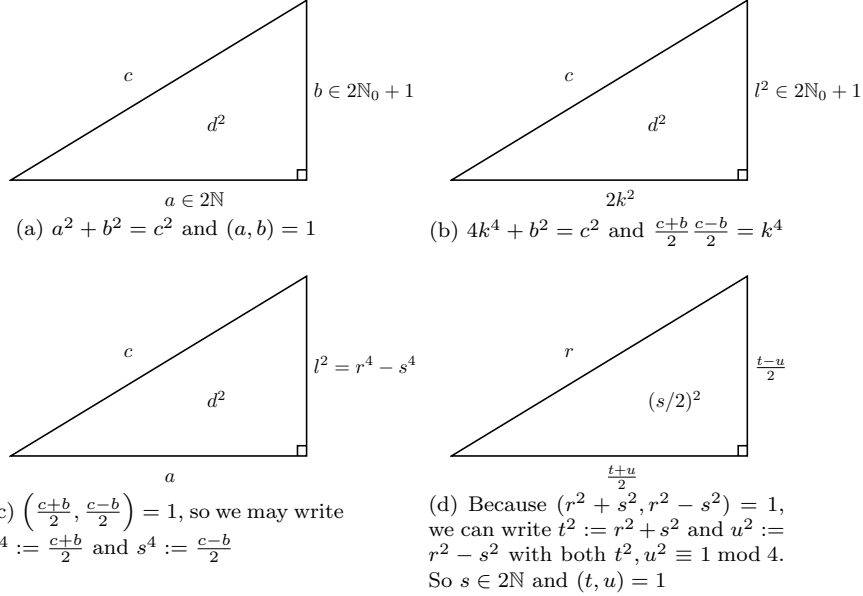 c
b ∈ 2ℕ₀ + 1
d²
a ∈ 2ℕ
(a) a² + b² = c² and (a, b) = 1
c
l² ∈ 2ℕ₀ + 1
d²
2k²
(b) 4k⁴ + b² = c² and (c+b)/2 (c−b)/2 = k⁴
c
l² = r⁴ − s⁴
d²
a
c) ((c+b)/2, (c−b)/2) = 1, so we may write
⁴ := (c+b)/2 and s⁴ := (c−b)/2
r
(t−u)/2
(s/2)²
(t+u)/2
(d) Because (r² + s², r² − s²) = 1,
we can write t² := r² + s² and u² :=
r² − s² with both t², u² ≡ 1 mod 4.
So s ∈ 2ℕ and (t, u) = 1